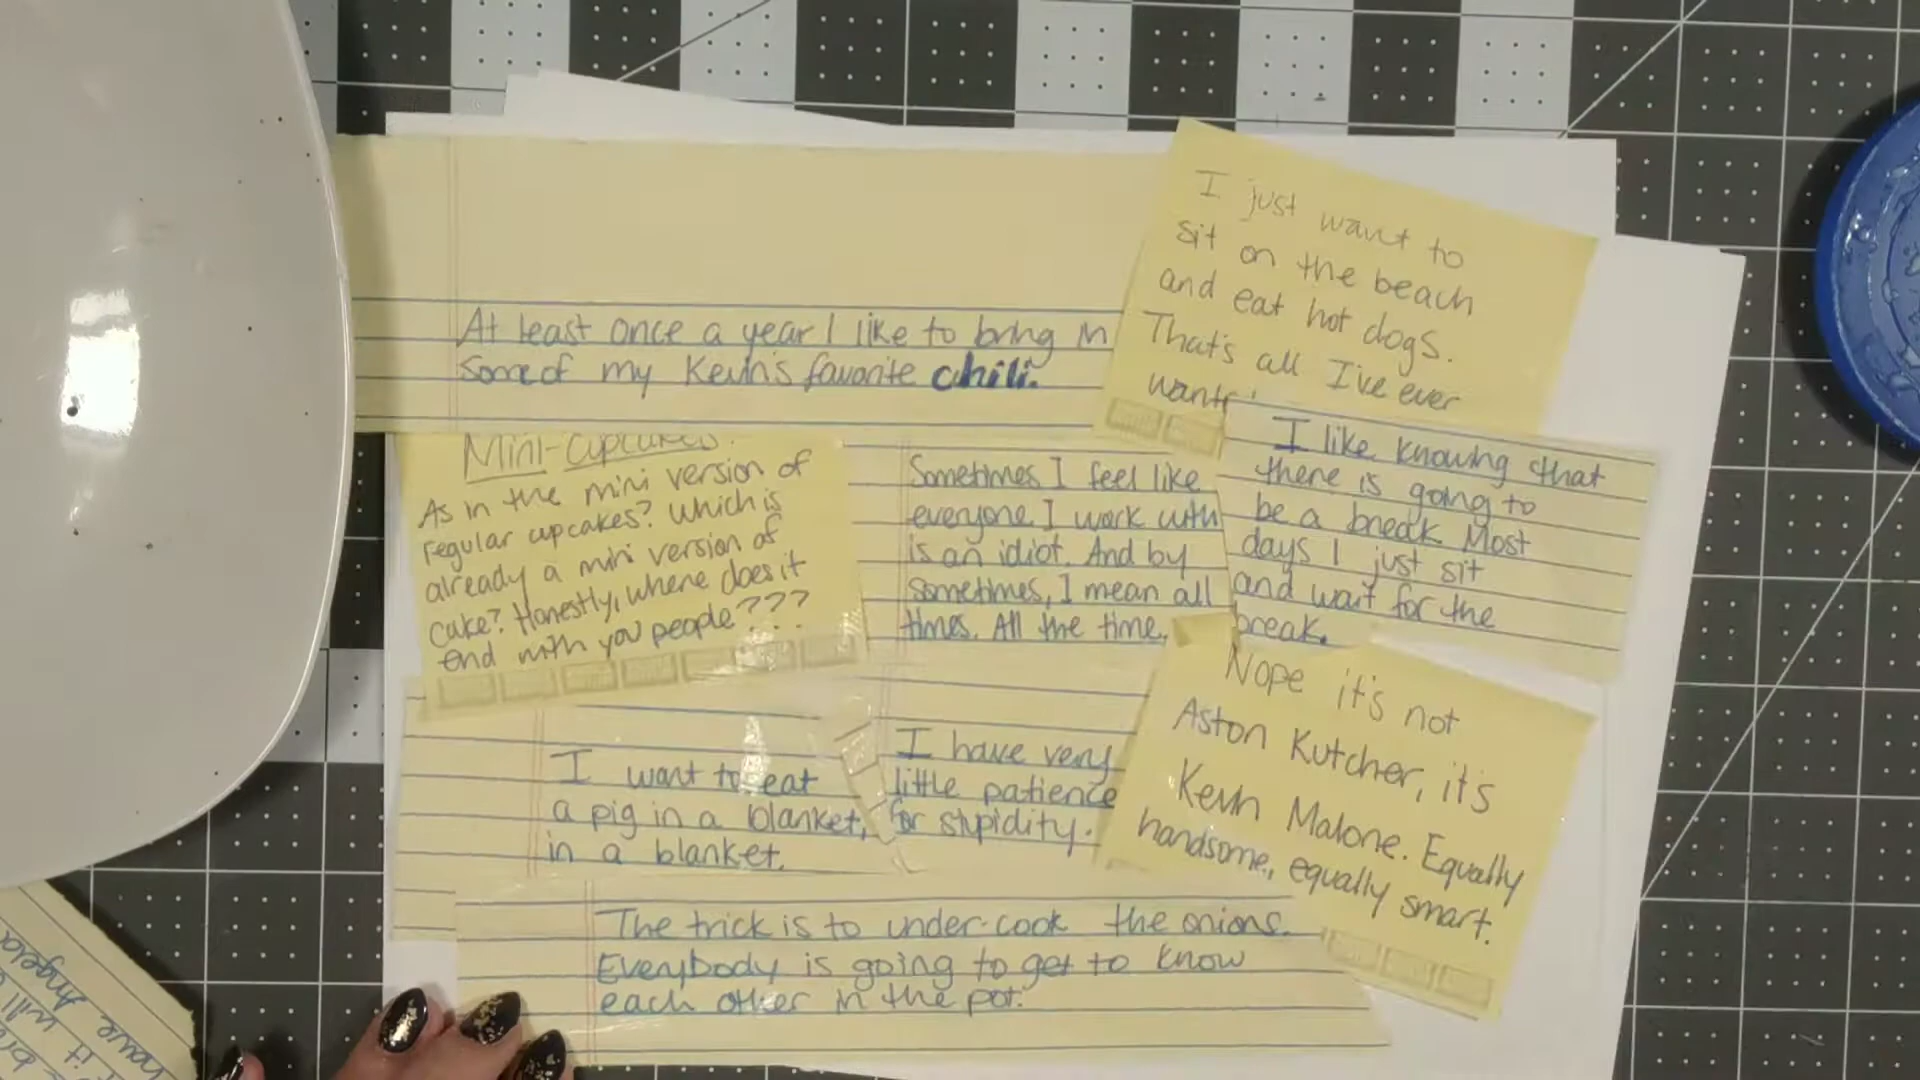 At least once a year I like to bring in
some of my Kevin's favorite chili.
I just want to
sit on the beach
and eat hot dogs.
That's all I've ever
Mini-Cupcakes.
As in the mini version of
regular cupcakes? Which is
already a mini version of
cake? Honestly, where does it
end with you people???
Sometimes I feel like
everyone I work with
is an idiot. And by
sometimes, I mean all
times. All the time.
I like knowing that
there is going to
be a break. Most
days I just sit
and wait for the
break.
I want to eat
a pig in a blanket,
in a blanket.
I have very
little patience
for stupidity.
Nope it's not
Aston Kutcher, it's
Kevin Malone. Equally
handsome, equally smart.
The trick is to under-cook the onions.
Everybody is going to get to know
each other in the pot.
Angela
it will
have